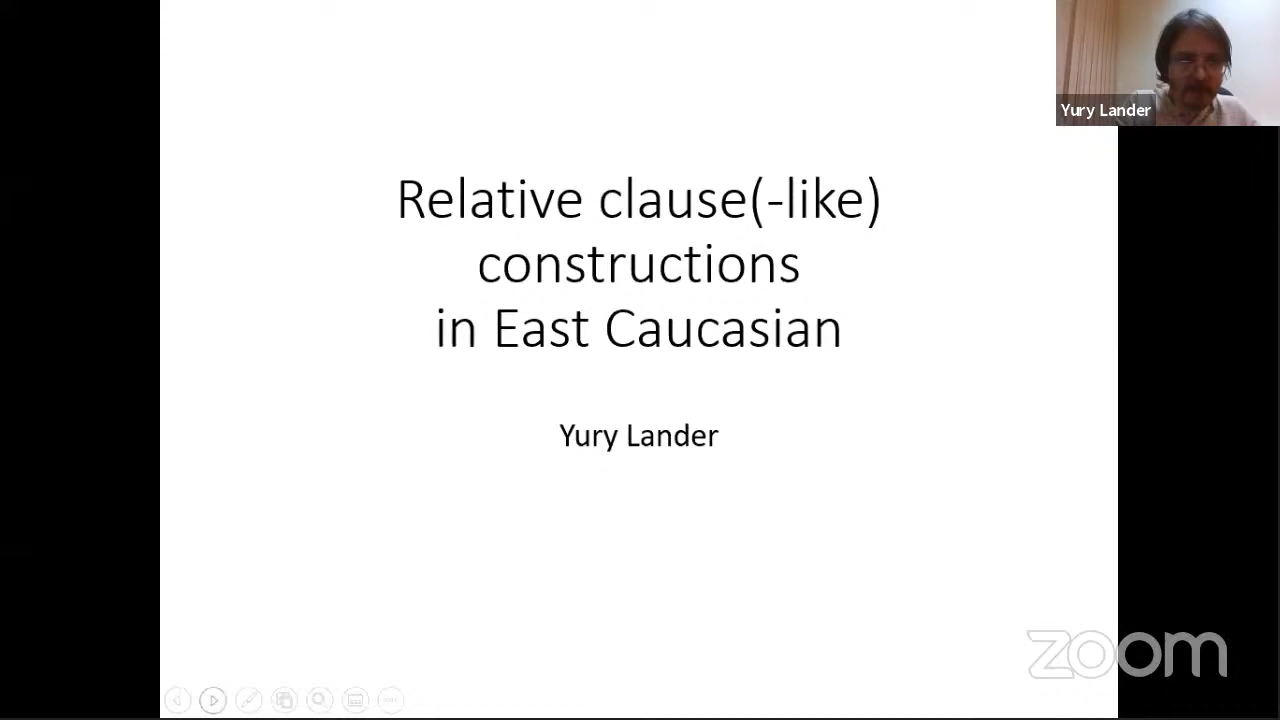 Yury Lander
Relative clause(-like)
constructions
in East Caucasian
Yury Lander
zoom